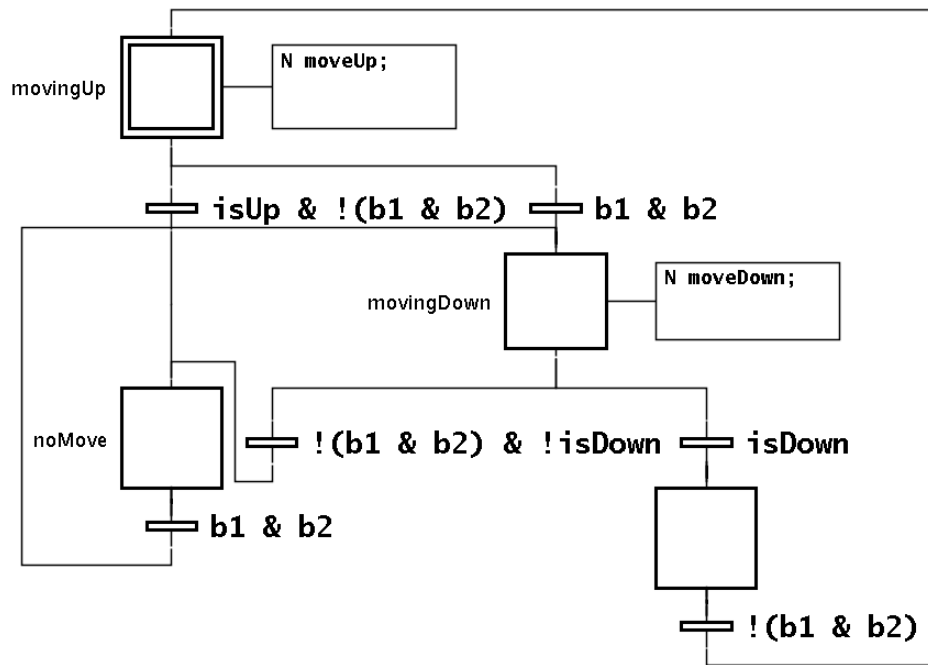 N moveUp;
movingUp
isUp & !(b1 & b2)
b1 & b2
N moveDown;
movingDown
noMove
!(b1 & b2) & !isDown
isDown
b1 & b2
!(b1 & b2)